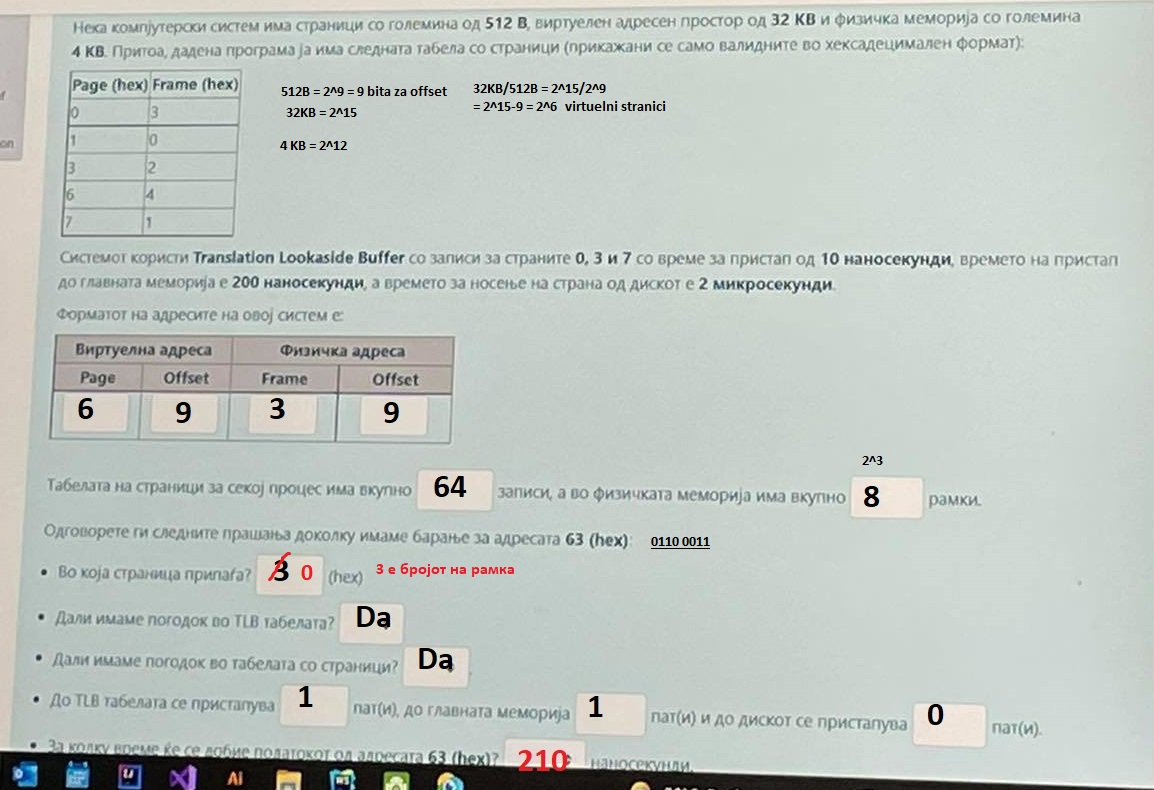 Нека компјутерски систем има страници со големина од 512 B, виртуелен адресен простор од 32 KB и физичка меморија со големина
4 KB. Притоа, дадена програма ја има следната табела со страници (прикажани се само валидните во хексадецимален формат):
Page (hex) Frame (hex)
0 3
1 0
3 2
6 4
7 1
512B = 2^9 = 9 bita za offset
32KB = 2^15
4 KB = 2^12
32KB/512B = 2^15/2^9
= 2^15-9 = 2^6 virtuelni stranici
on
Системот користи Translation Lookaside Buffer со записи за страните 0, 3 и 7 со време за пристап од 10 наносекунди, времето на пристап
до главната меморија е 200 наносекунди, а времето за носење на страна од дискот е 2 микросекунди.
Форматот на адресите на овој систем е:
Виртуелна адреса Физичка адреса
Page Offset Frame Offset
6 9 3 9
2^3
Табелата на страници за секој процес има вкупно 64 записи, а во физичката меморија има вкупно 8 рамки.
Одговорете ги следните прашања доколку имаме барање за адресата 63 (hex): 0110 0011
• Во која страница припаѓа? 3 0 (hex) 3 е бројот на рамка
• Дали имаме погодок во TLB табелата? Da
• Дали имаме погодок во табелата со страници? Da
• До TLB табелата се пристапува 1 пат(и), до главната меморија 1 пат(и) и до дискот се пристапува 0 пат(и).
• За колку време ќе се добие податокот од адресата 63 (hex)? 210 наносекунди.
Ai